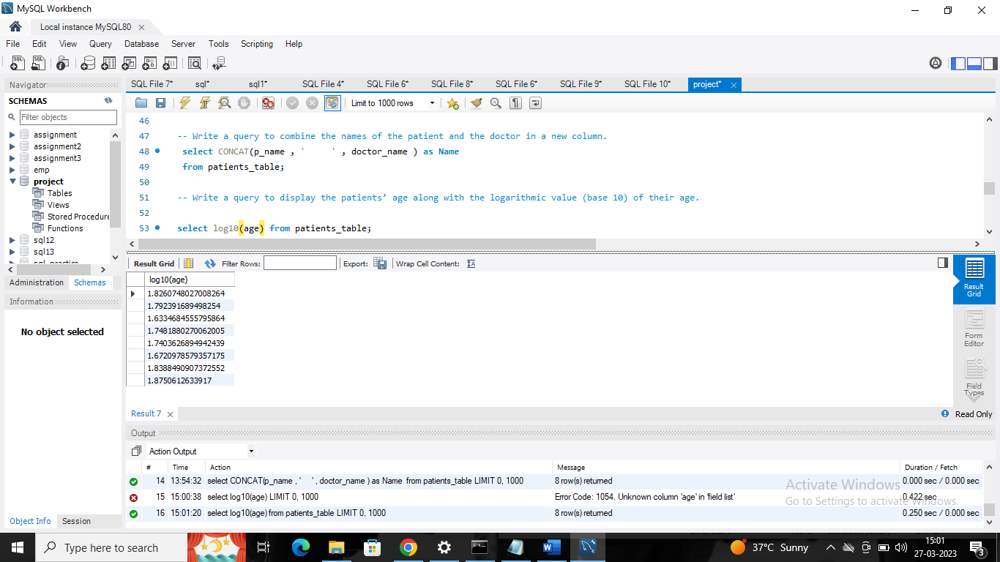 MySQL Workbench
Local instance MySQL80
File Edit View Query Database Server Tools Scripting Help
Navigator
SCHEMAS
Filter objects
assignment
assignment2
assignment3
emp
project
Tables
Views
Stored Procedure
Functions
sql12
sql13
sql_practice
Administration Schemas
Information
No object selected
Object Info Session
SQL File 7* sql* sql1* SQL File 4* SQL File 6* SQL File 8* SQL File 6* SQL File 9* SQL File 10* project*
Limit to 1000 rows
46
47 -- Write a query to combine the names of the patient and the doctor in a new column.
48 select CONCAT(p_name , '     ' , doctor_name ) as Name
49 from patients_table;
50
51 -- Write a query to display the patients’ age along with the logarithmic value (base 10) of their age.
52
53 select log10(age) from patients_table;
Result Grid Filter Rows: Export: Wrap Cell Content:
log10(age)
1.8260748027008264
1.792391689498254
1.6334684555795864
1.7481880270062005
1.7403626894942439
1.6720978579357175
1.8388490907372552
1.8750612633917
Result
Grid
Form
Editor
Field
Types
Result 7
Read Only
Output
Action Output
# Time Action Message Duration / Fetch
14 13:54:32 select CONCAT(p_name , '     ' , doctor_name ) as Name from patients_table LIMIT 0, 1000 8 row(s) returned 0.000 sec / 0.000 sec
15 15:00:38 select log10(age) LIMIT 0, 1000 Error Code: 1054. Unknown column 'age' in 'field list' 0.422 sec
16 15:01:20 select log10(age) from patients_table LIMIT 0, 1000 8 row(s) returned 0.250 sec / 0.000 sec
Activate Windows
Go to Settings to activate Windows.
Type here to search
37°C Sunny
15:01
27-03-2023
3